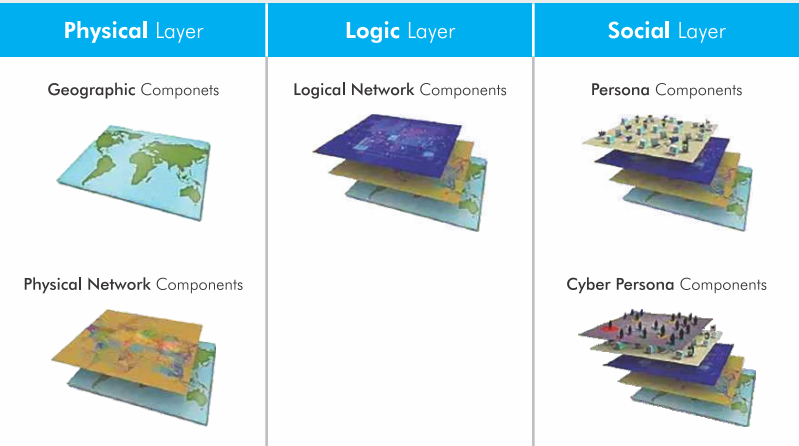 Physical Layer
Logic Layer
Social Layer
Geographic Componets
Logical Network Components
Persona Components
Physical Network Components
Cyber Persona Components